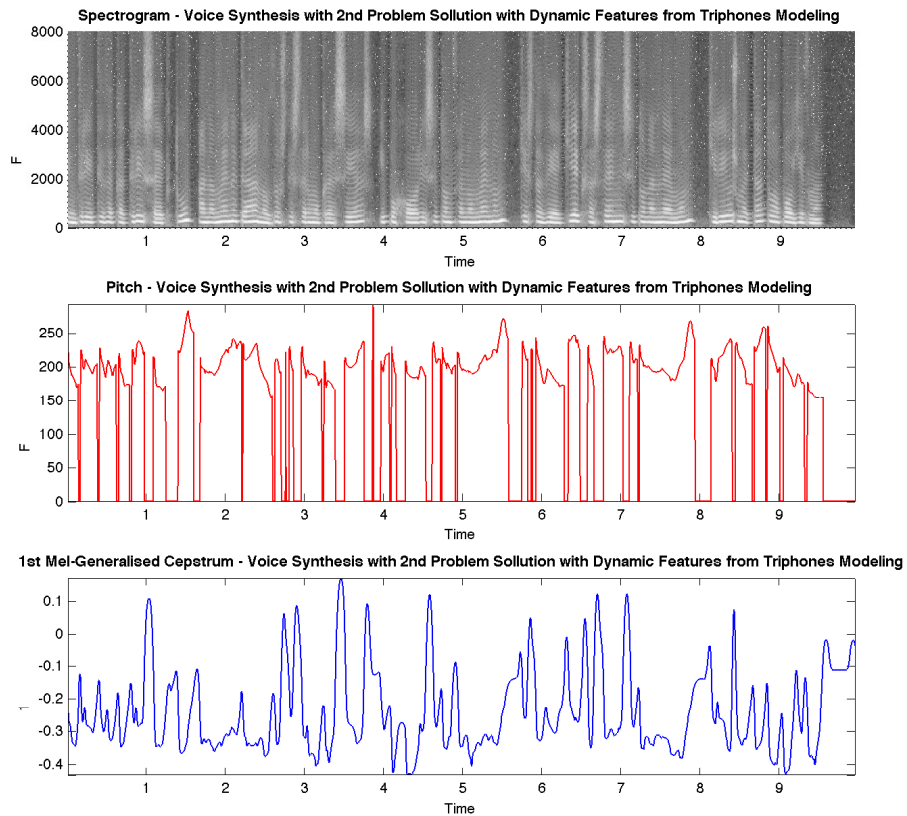 Spectrogram - Voice Synthesis with 2nd Problem Sollution with Dynamic Features from Triphones Modeling
8000
6000
4000
2000
0
F
1 2 3 4 5 6 7 8 9
Time
Pitch - Voice Synthesis with 2nd Problem Sollution with Dynamic Features from Triphones Modeling
250
200
150
100
50
0
F
1 2 3 4 5 6 7 8 9
Time
1st Mel-Generalised Cepstrum - Voice Synthesis with 2nd Problem Sollution with Dynamic Features from Triphones Modeling
0.1
0
-0.1
-0.2
-0.3
-0.4
1
1 2 3 4 5 6 7 8 9
Time